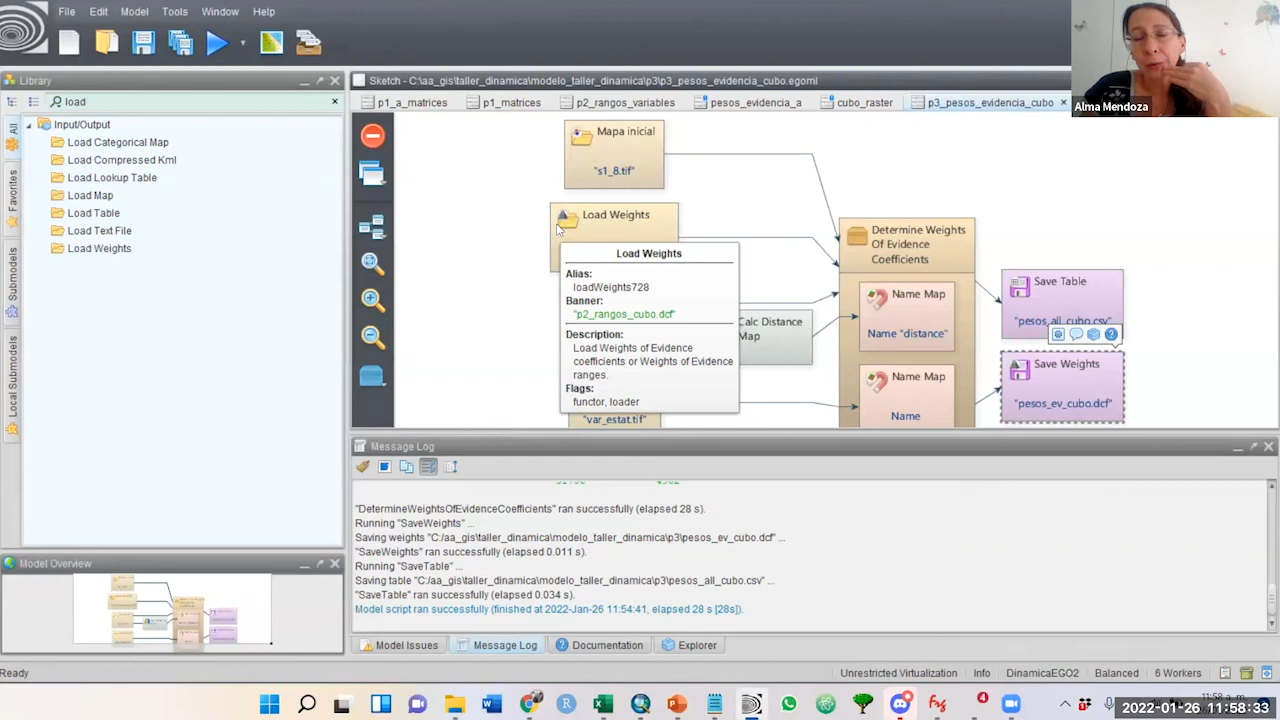 File Edit Model Tools Window Help
Library
load
Input/Output
Load Categorical Map
Load Compressed Kml
Load Lookup Table
Load Map
Load Table
Load Text File
Load Weights
All
Favorites
Submodels
Local Submodels
Model Overview
Sketch - C:\aa_gis\taller_dinamica\modelo_taller_dinamica\p3\p3_pesos_evidencia_cubo.egoml
p1_a_matrices p1_matrices p2_rangos_variables pesos_evidencia_a cubo_raster p3_pesos_evidencia_cubo
Mapa inicial
"s1_8.tif"
Load Weights
Load Weights
Alias:
loadWeights728
Banner:
"p2_rangos_cubo.dcf"
Description:
Load Weights of Evidence
coefficients or Weights of Evidence
ranges.
Flags:
functor, loader
"var_estat.tif"
Calc Distance
Map
Determine Weights
Of Evidence
Coefficients
Name Map
Name "distance"
Name Map
Name
Save Table
"pesos_all_cubo.csv"
Save Weights
"pesos_ev_cubo.dcf"
Alma Mendoza
Message Log
"DetermineWeightsOfEvidenceCoefficients" ran successfully (elapsed 28 s).
Running "SaveWeights" ...
Saving weights "C:/aa_gis\taller_dinamica\modelo_taller_dinamica\p3\pesos_ev_cubo.dcf" ...
"SaveWeights" ran successfully (elapsed 0.011 s).
Running "SaveTable" ...
Saving table "C:/aa_gis\taller_dinamica\modelo_taller_dinamica\p3\pesos_all_cubo.csv" ...
"SaveTable" ran successfully (elapsed 0.034 s).
Model script ran successfully (finished at 2022-Jan-26 11:54:41, elapsed 28 s [28s]).
Model Issues Message Log Documentation Explorer
Ready
Unrestricted Virtualization Info DinamicaEGO2 Balanced 6 Workers
2022-01-26 11:58:33